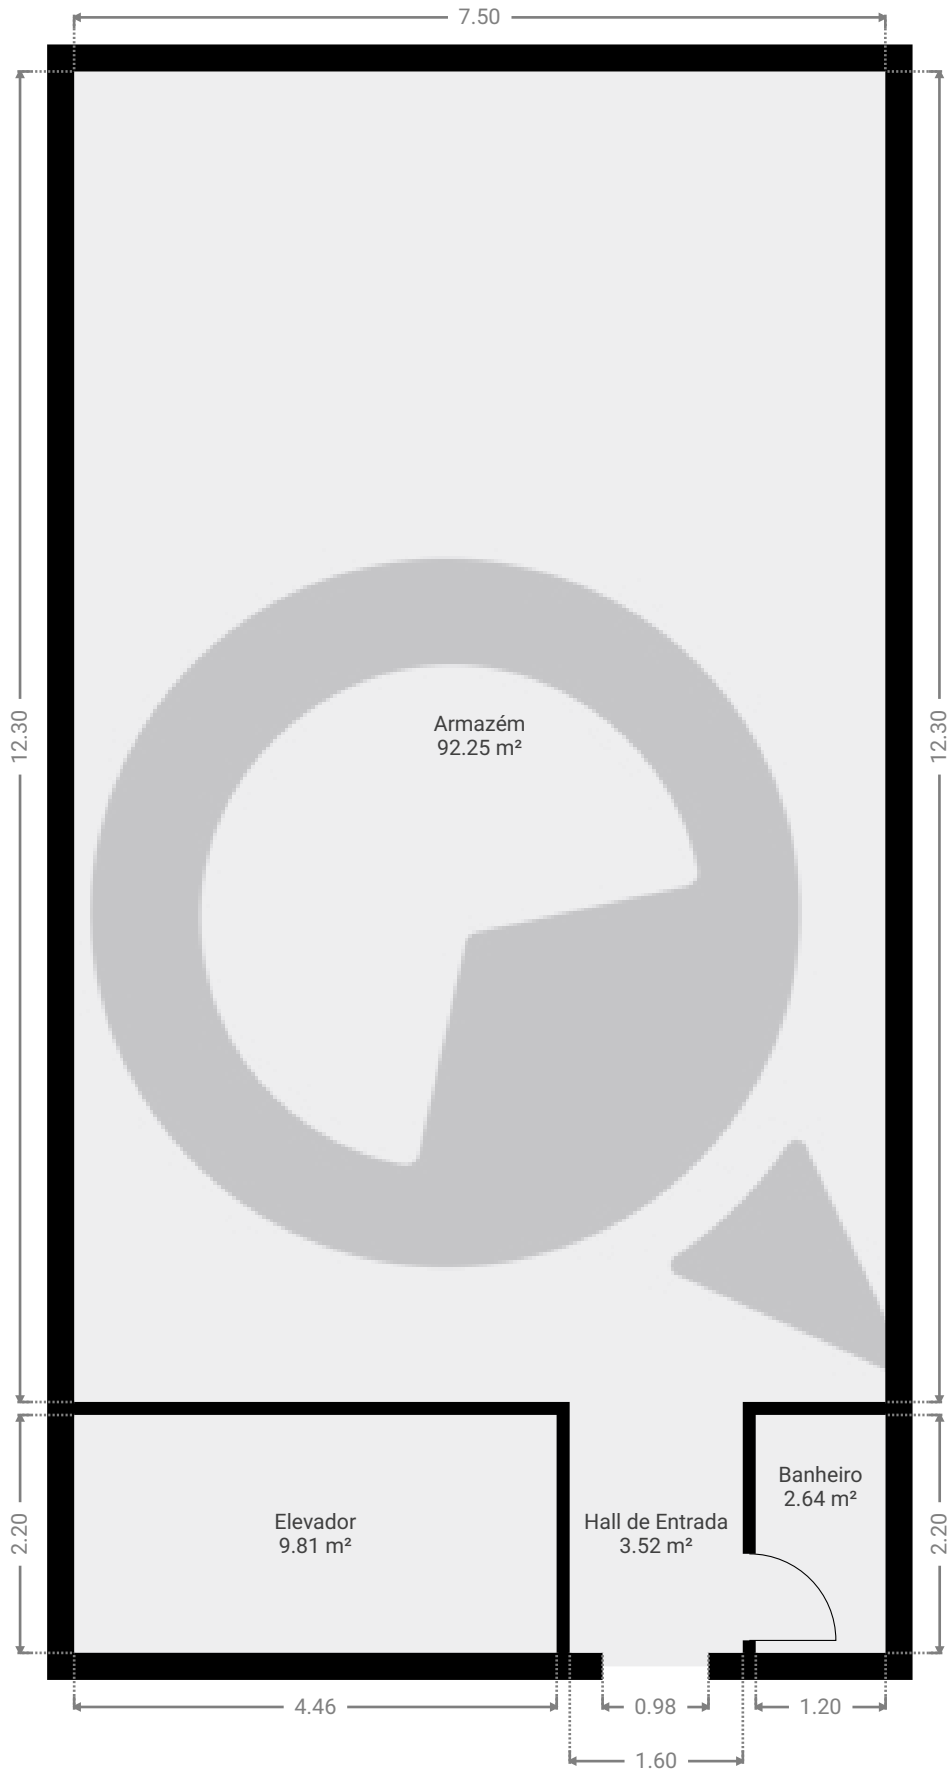 7.50
12.30
12.30
Armazém
92.25 m²
Banheiro
2.64 m²
Elevador
9.81 m²
Hall de Entrada
3.52 m²
2.20
2.20
4.46
0.98
1.20
1.60